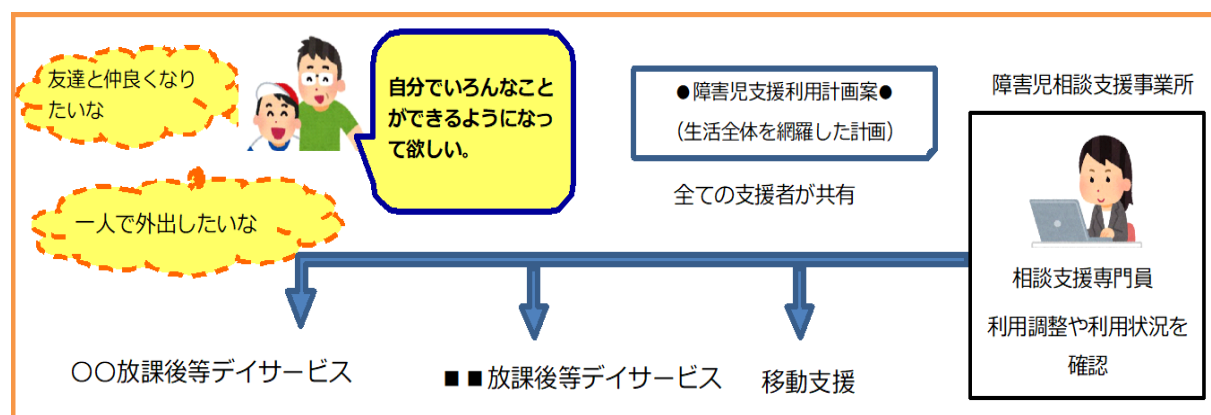 友達と仲良くなり
たいな
自分でいろんなこと
ができるようになっ
て欲しい。
●障害児支援利用計画案●
(生活全体を網羅した計画)
障害児相談支援事業所
全ての支援者が共有
一人で外出したいな
相談支援専門員
利用調整や利用状況を
確認
〇〇放課後等デイサービス
■■放課後等デイサービス
移動支援